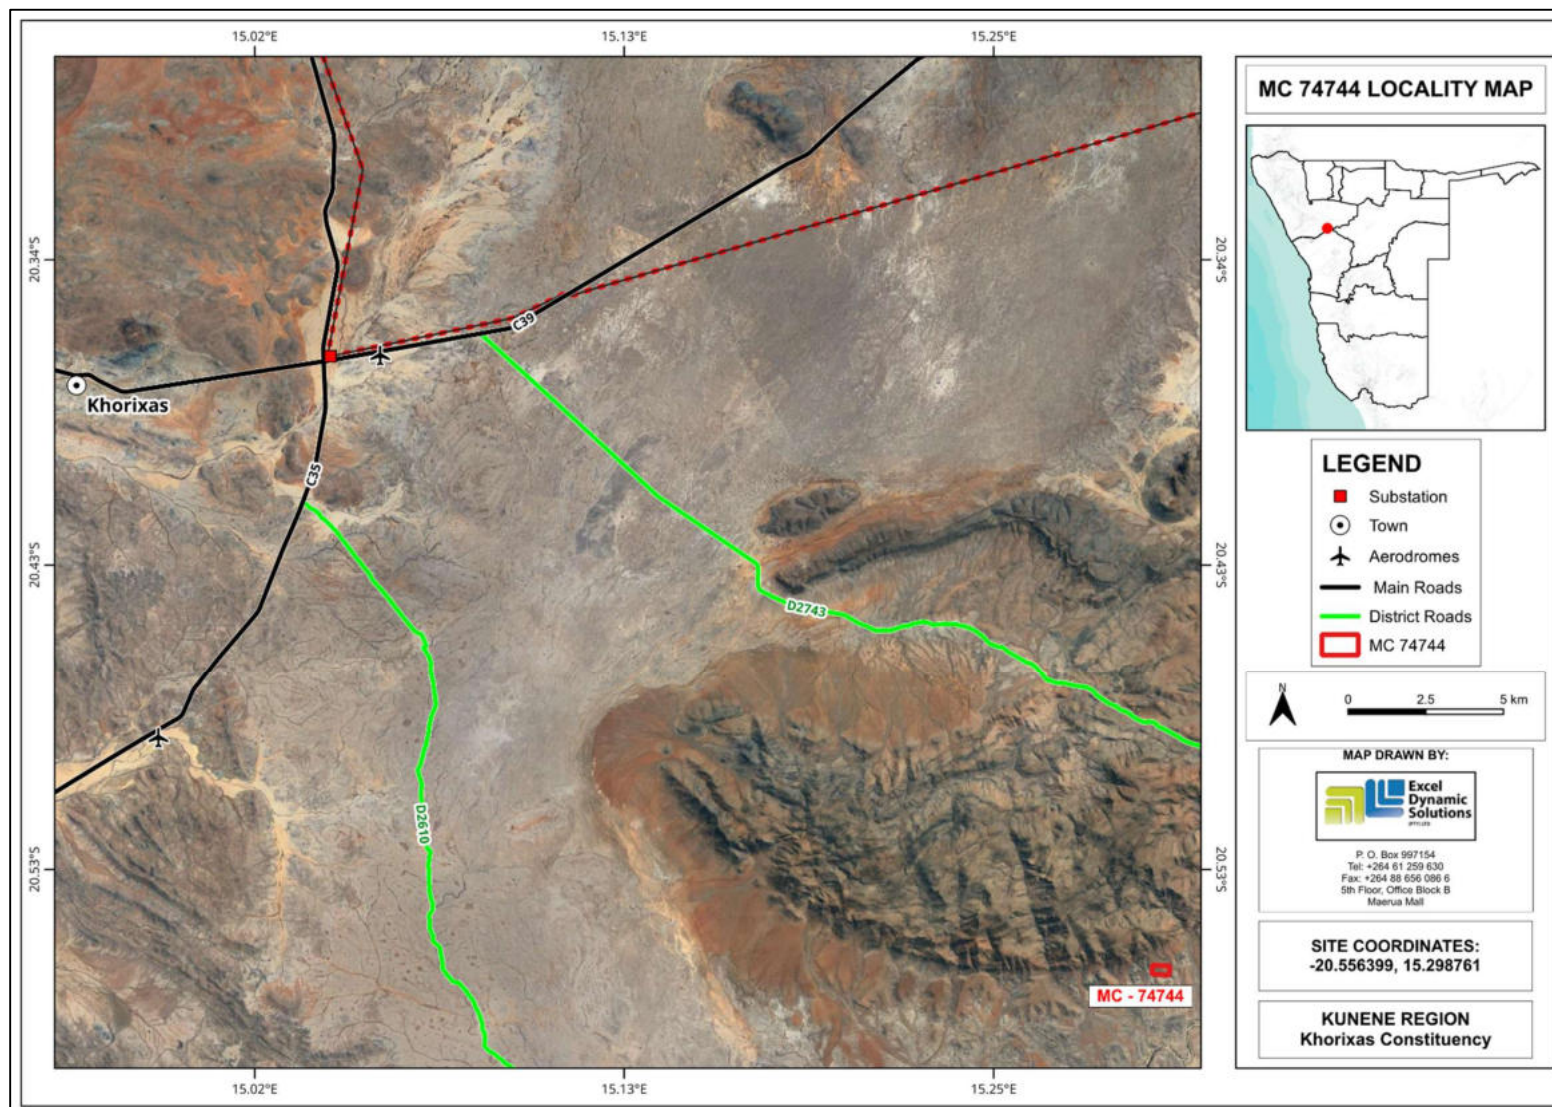 15.02°E
15.13°E
15.25°E
MC 74744 LOCALITY MAP
20.34°S
20.34°S
C39
Khorixas
C35
LEGEND
Substation
Town
Aerodromes
Main Roads
District Roads
MC 74744
20.43°S
20.43°S
D2743
N
0 2.5 5 km
D2610
MAP DRAWN BY:
Excel
Dynamic
Solutions
(PTY) LTD
P. O. Box 997154
Tel: +264 61 259 630
Fax: +264 88 656 086 6
5th Floor, Office Block B
Maerua Mall
20.53°S
20.53°S
SITE COORDINATES:
-20.556399, 15.298761
MC - 74744
KUNENE REGION
Khorixas Constituency
15.02°E
15.13°E
15.25°E